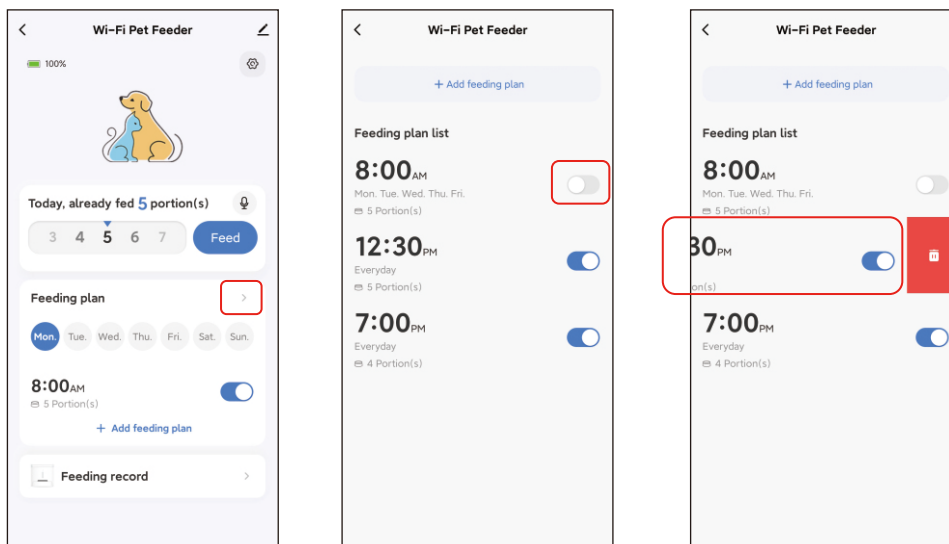 Wi-Fi Pet Feeder
100%
Today, already fed 5 portion(s)
3 4 5 6 7 Feed
Feeding plan
Mon. Tue. Wed. Thu. Fri. Sat. Sun.
8:00AM
5 Portion(s)
+ Add feeding plan
Feeding record
Wi-Fi Pet Feeder
+ Add feeding plan
Feeding plan list
8:00AM
Mon. Tue. Wed. Thu. Fri.
5 Portion(s)
12:30PM
Everyday
5 Portion(s)
7:00PM
Everyday
4 Portion(s)
Wi-Fi Pet Feeder
+ Add feeding plan
Feeding plan list
8:00AM
Mon. Tue. Wed. Thu. Fri.
5 Portion(s)
30PM
on(s)
7:00PM
Everyday
4 Portion(s)